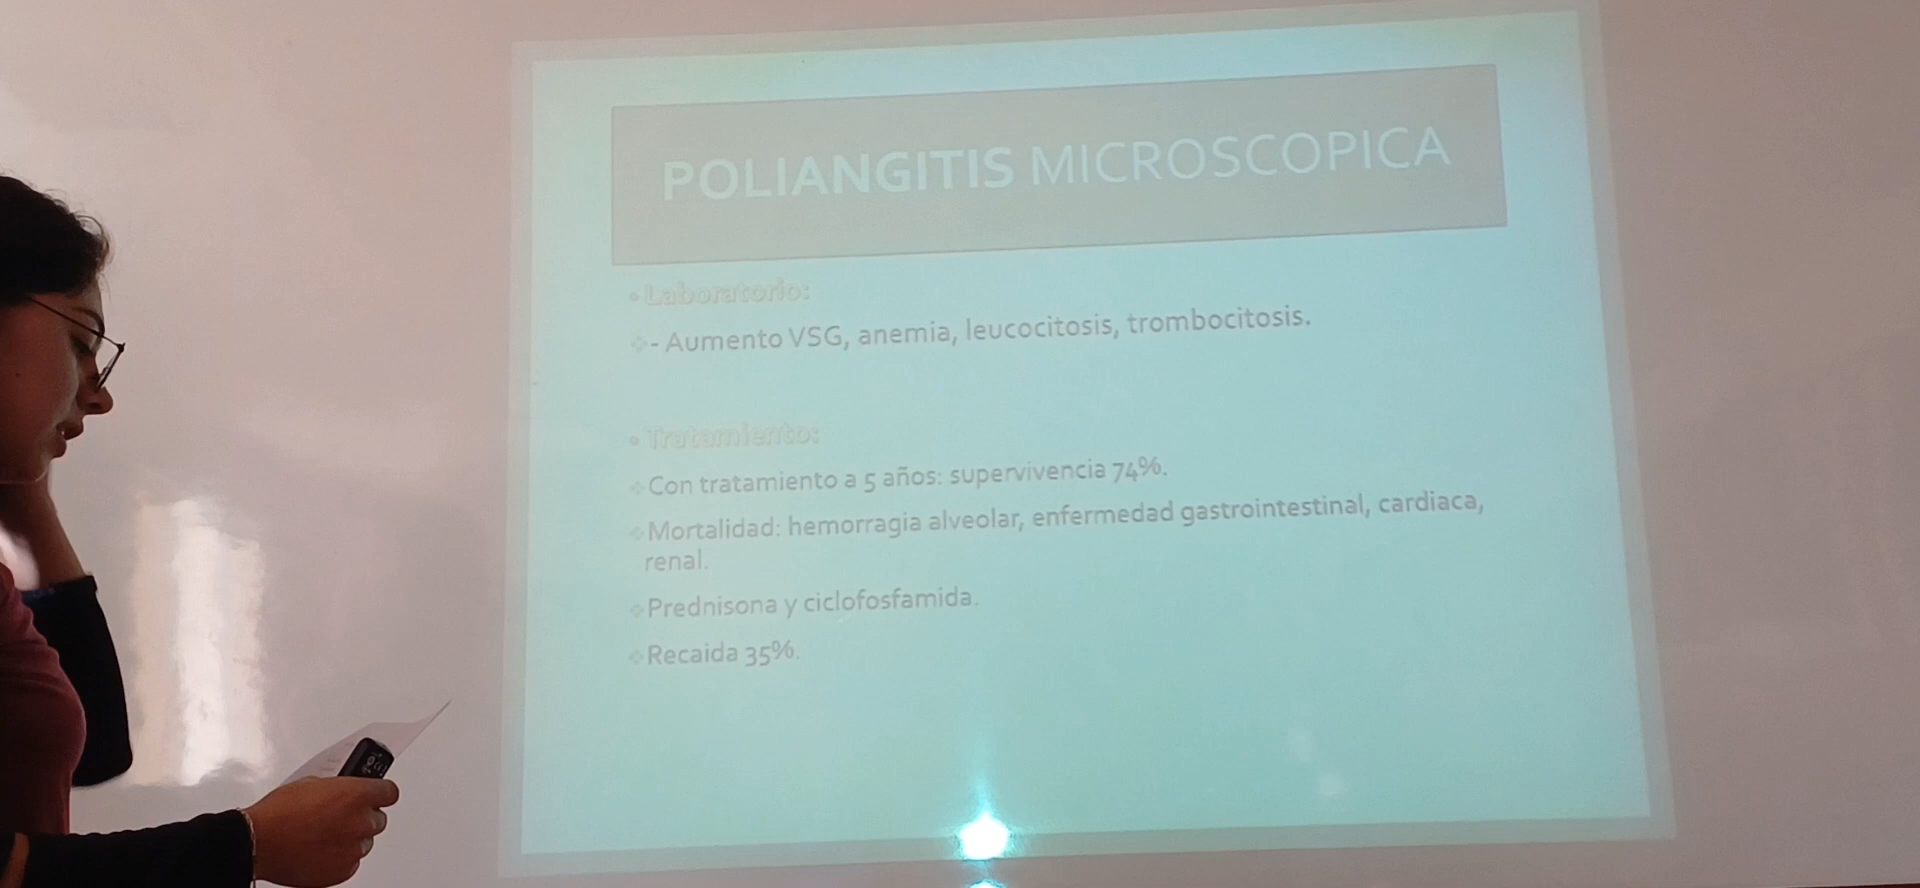 POLIANGITIS MICROSCOPICA
• Laboratorio:
- Aumento VSG, anemia, leucocitosis, trombocitosis.
• Tratamiento:
Con tratamiento a 5 años: supervivencia 74%.
Mortalidad: hemorragia alveolar, enfermedad gastrointestinal, cardiaca,
renal.
Prednisona y ciclofosfamida.
Recaida 35%.